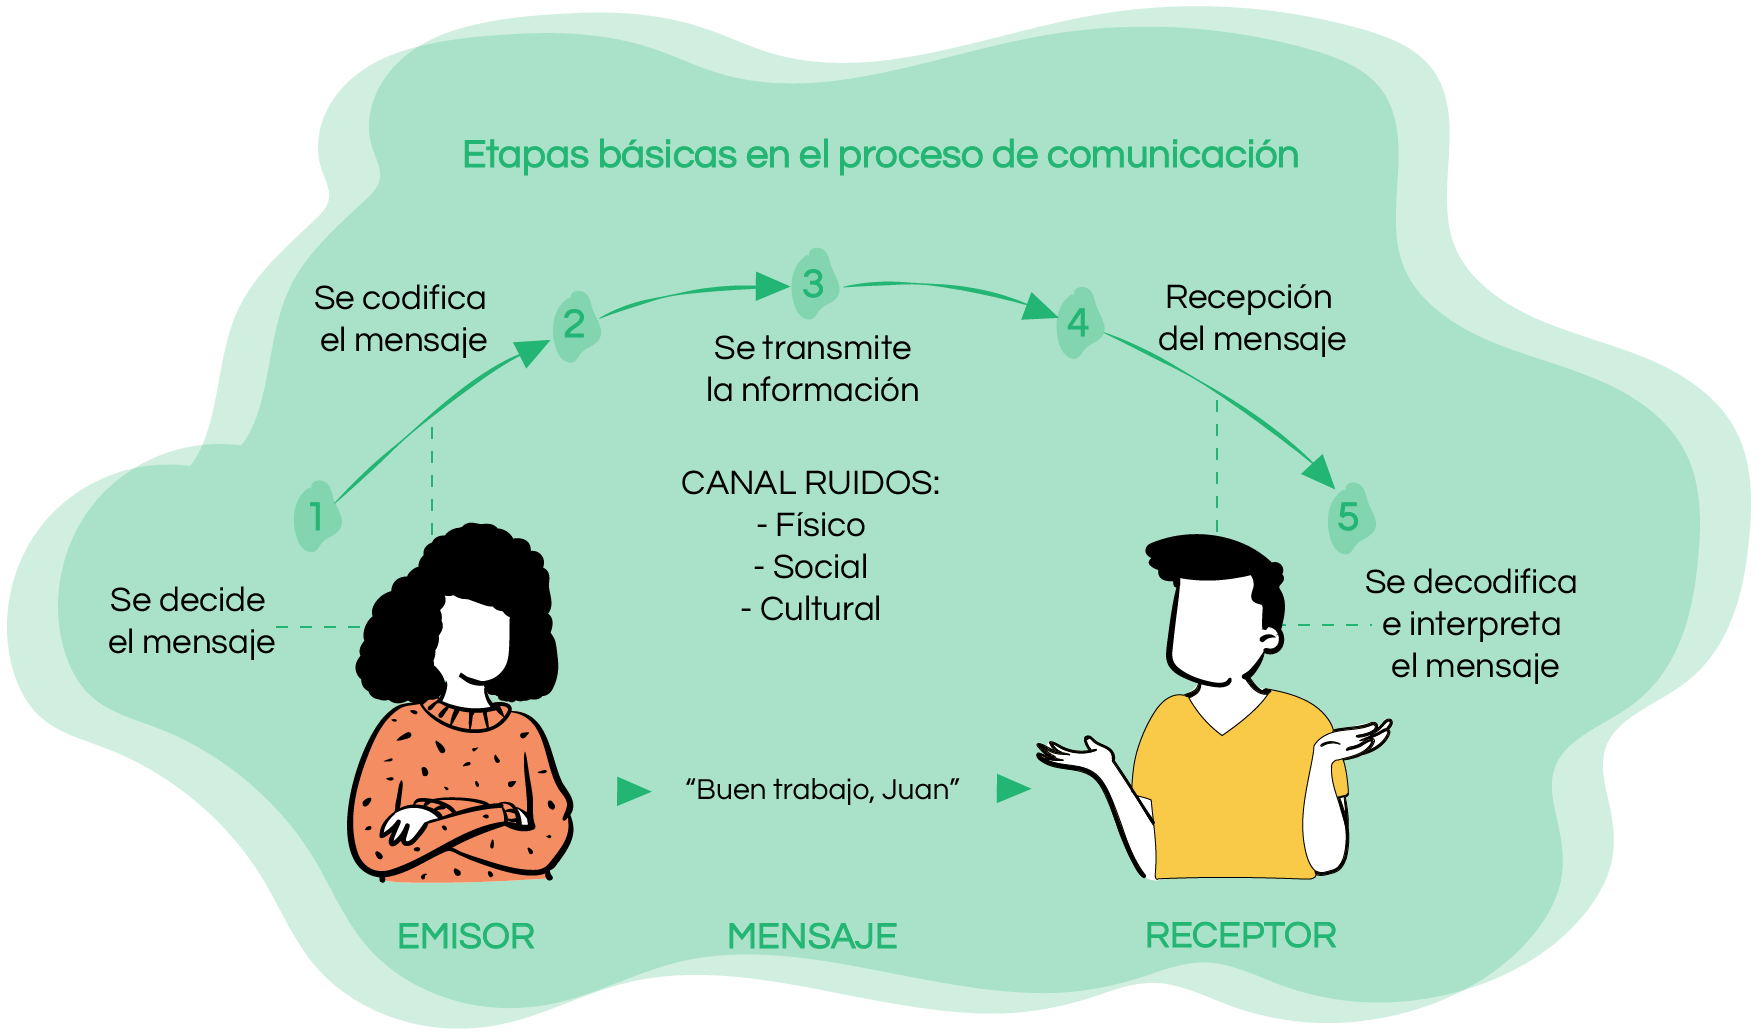 Etapas básicas en el proceso de comunicación
1
Se decide
el mensaje
2
Se codifica
el mensaje
3
Se transmite
la nformación
4
Recepción
del mensaje
5
Se decodifica
e interpreta
el mensaje
CANAL RUIDOS:
- Físico
- Social
- Cultural
“Buen trabajo, Juan”
EMISOR
MENSAJE
RECEPTOR